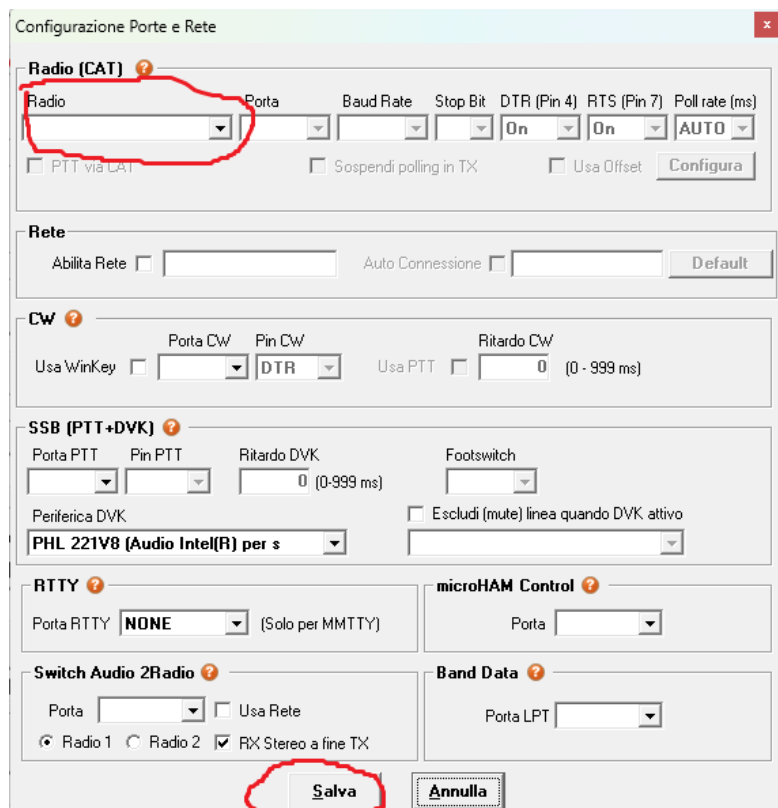 Configurazione Porte e Rete x
Radio (CAT) ?
Radio Porta Baud Rate Stop Bit DTR (Pin 4) RTS (Pin 7) Poll rate (ms)
On On AUTO
PTT via CAT Sospendi polling in TX Usa Offset Configura
Rete
Abilita Rete Auto Connessione Default
CW ?
Porta CW Pin CW Ritardo CW
Usa WinKey DTR Usa PTT 0 (0 - 999 ms)
SSB (PTT+DVK) ?
Porta PTT Pin PTT Ritardo DVK Footswitch
0 (0-999 ms)
Periferica DVK Escludi (mute) linea quando DVK attivo
PHL 221V8 (Audio Intel(R) per s
RTTY ? microHAM Control ?
Porta RTTY NONE (Solo per MMTTY) Porta
Switch Audio 2Radio ? Band Data ?
Porta Usa Rete Porta LPT
Radio 1 Radio 2 RX Stereo a fine TX
Salva Annulla